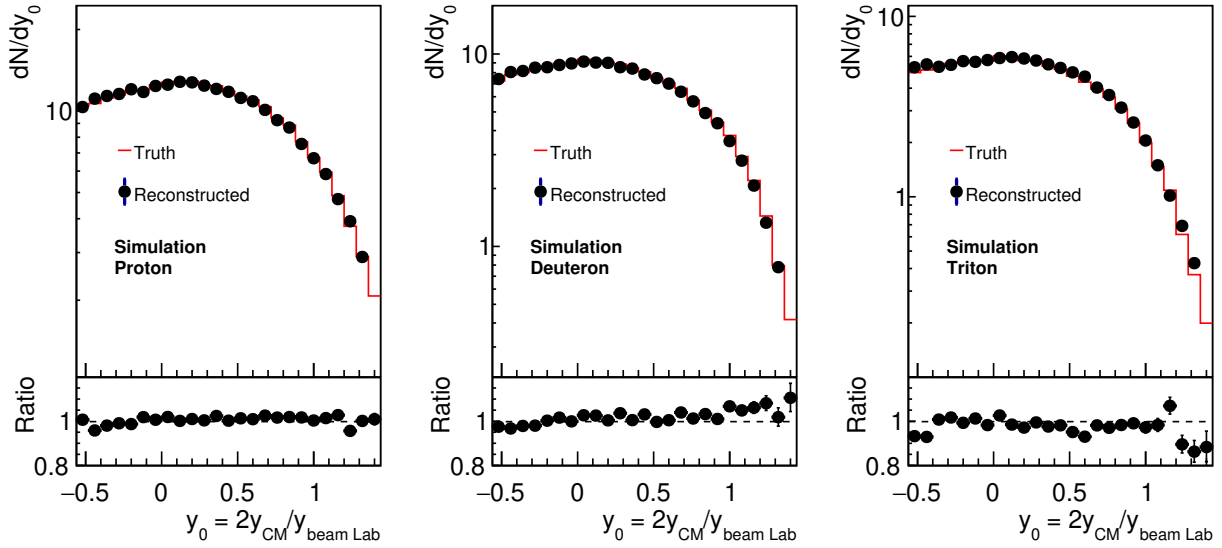 dN/dy0
10
Truth
Reconstructed
Simulation
Proton
Ratio
1
0.8
−0.5 0 0.5 1
y0 = 2yCM/ybeam Lab
dN/dy0
10
1
Truth
Reconstructed
Simulation
Deuteron
Ratio
1
0.8
−0.5 0 0.5 1
y0 = 2yCM/ybeam Lab
dN/dy0
10
1
Truth
Reconstructed
Simulation
Triton
Ratio
1
0.8
−0.5 0 0.5 1
y0 = 2yCM/ybeam Lab